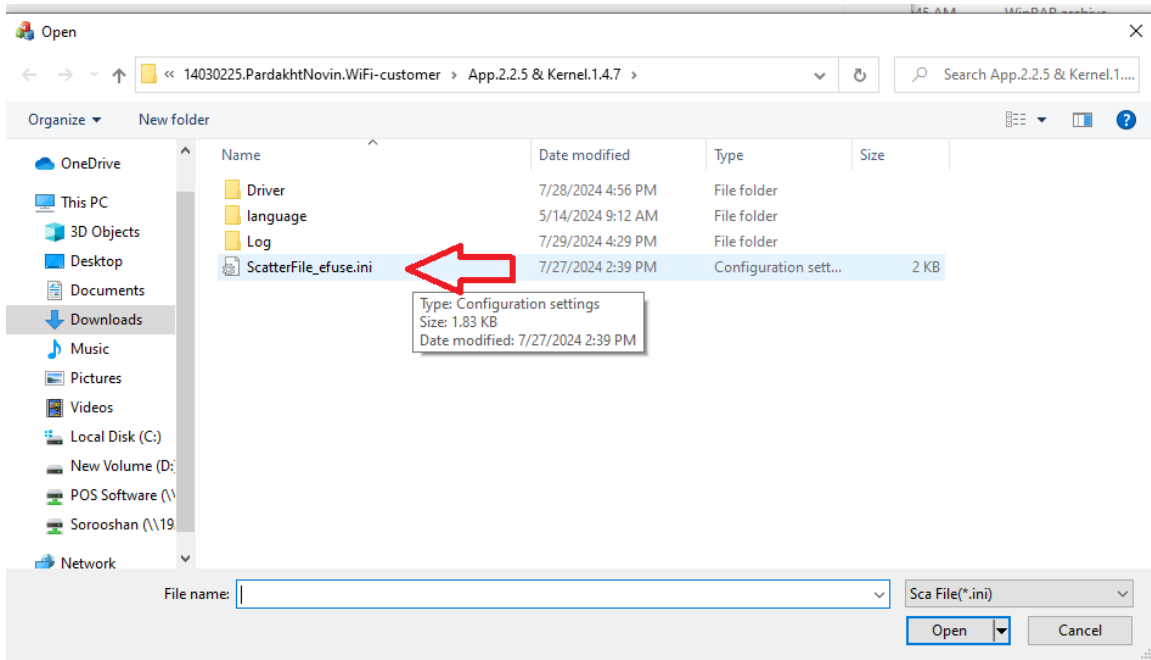 Open
« 14030225.PardakhtNovin.WiFi-customer > App.2.2.5 & Kernel.1.4.7 >
Search App.2.2.5 & Kernel.1....
Organize
New folder
Name
Date modified
Type
Size
OneDrive
This PC
3D Objects
Desktop
Documents
Downloads
Music
Pictures
Videos
Local Disk (C:)
New Volume (D:
POS Software (\\
Sorooshan (\\19.
Network
Driver 7/28/2024 4:56 PM File folder
language 5/14/2024 9:12 AM File folder
Log 7/29/2024 4:29 PM File folder
ScatterFile_efuse.ini 7/27/2024 2:39 PM Configuration sett... 2 KB
Type: Configuration settings
Size: 1.83 KB
Date modified: 7/27/2024 2:39 PM
File name:
Sca File(*.ini)
Open
Cancel